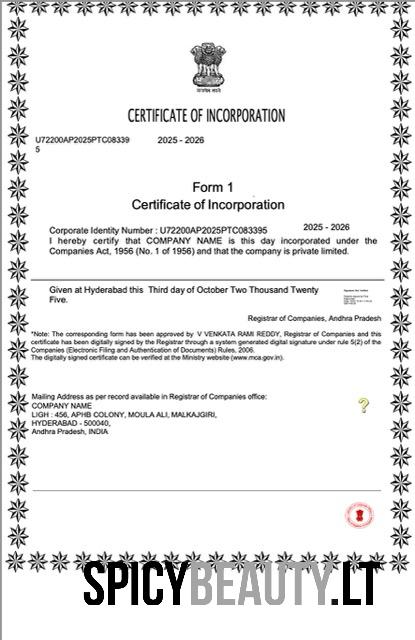 CERTIFICATE OF INCORPORATION
U72200AP2025PTC08339 2025 - 2026
5
Form 1
Certificate of Incorporation
Corporate Identity Number : U72200AP2025PTC083395 2025 - 2026
I hereby certify that COMPANY NAME is this day incorporated under the
Companies Act, 1956 (No. 1 of 1956) and that the company is private limited.
Given at Hyderabad this Third day of October Two Thousand Twenty
Five.
Registrar of Companies, Andhra Pradesh
*Note: The corresponding form has been approved by V VENKATA RAMI REDDY, Registrar of Companies and this
certificate has been digitally signed by the Registrar through a system generated digital signature under rule 5(2) of the
Companies (Electronic Filing and Authentication of Documents) Rules, 2006.
The digitally signed certificate can be verified at the Ministry website (www.mca.gov.in).
Mailing Address as per record available in Registrar of Companies office:
COMPANY NAME
LIGH : 456, APHB COLONY, MOULA ALI, MALKAJGIRI,
HYDERABAD - 500040,
Andhra Pradesh, INDIA
?
SPICYBEAUTY.LT